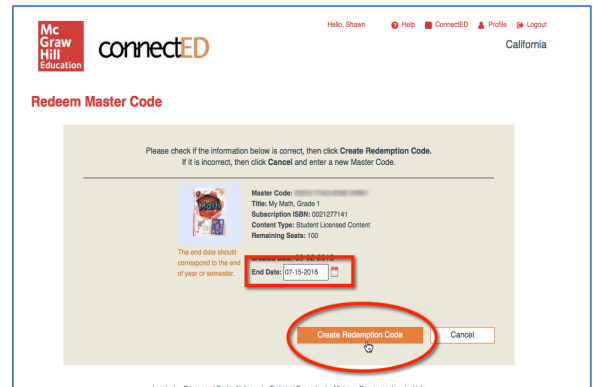 Hello, Shawn Help ConnectED Profile Logout
Mc
Graw
Hill
Education
connectED
California
Redeem Master Code
Please check if the information below is correct, then click Create Redemption Code.
If it is incorrect, then click Cancel and enter a new Master Code.
Math
Master Code:
Title: My Math, Grade 1
Subscription ISBN: 0021277141
Content Type: Student Licensed Content
Remaining Seats: 100
The end date should
correspond to the end
of year or semester.
End Date: 07-15-2016
Create Redemption Code Cancel